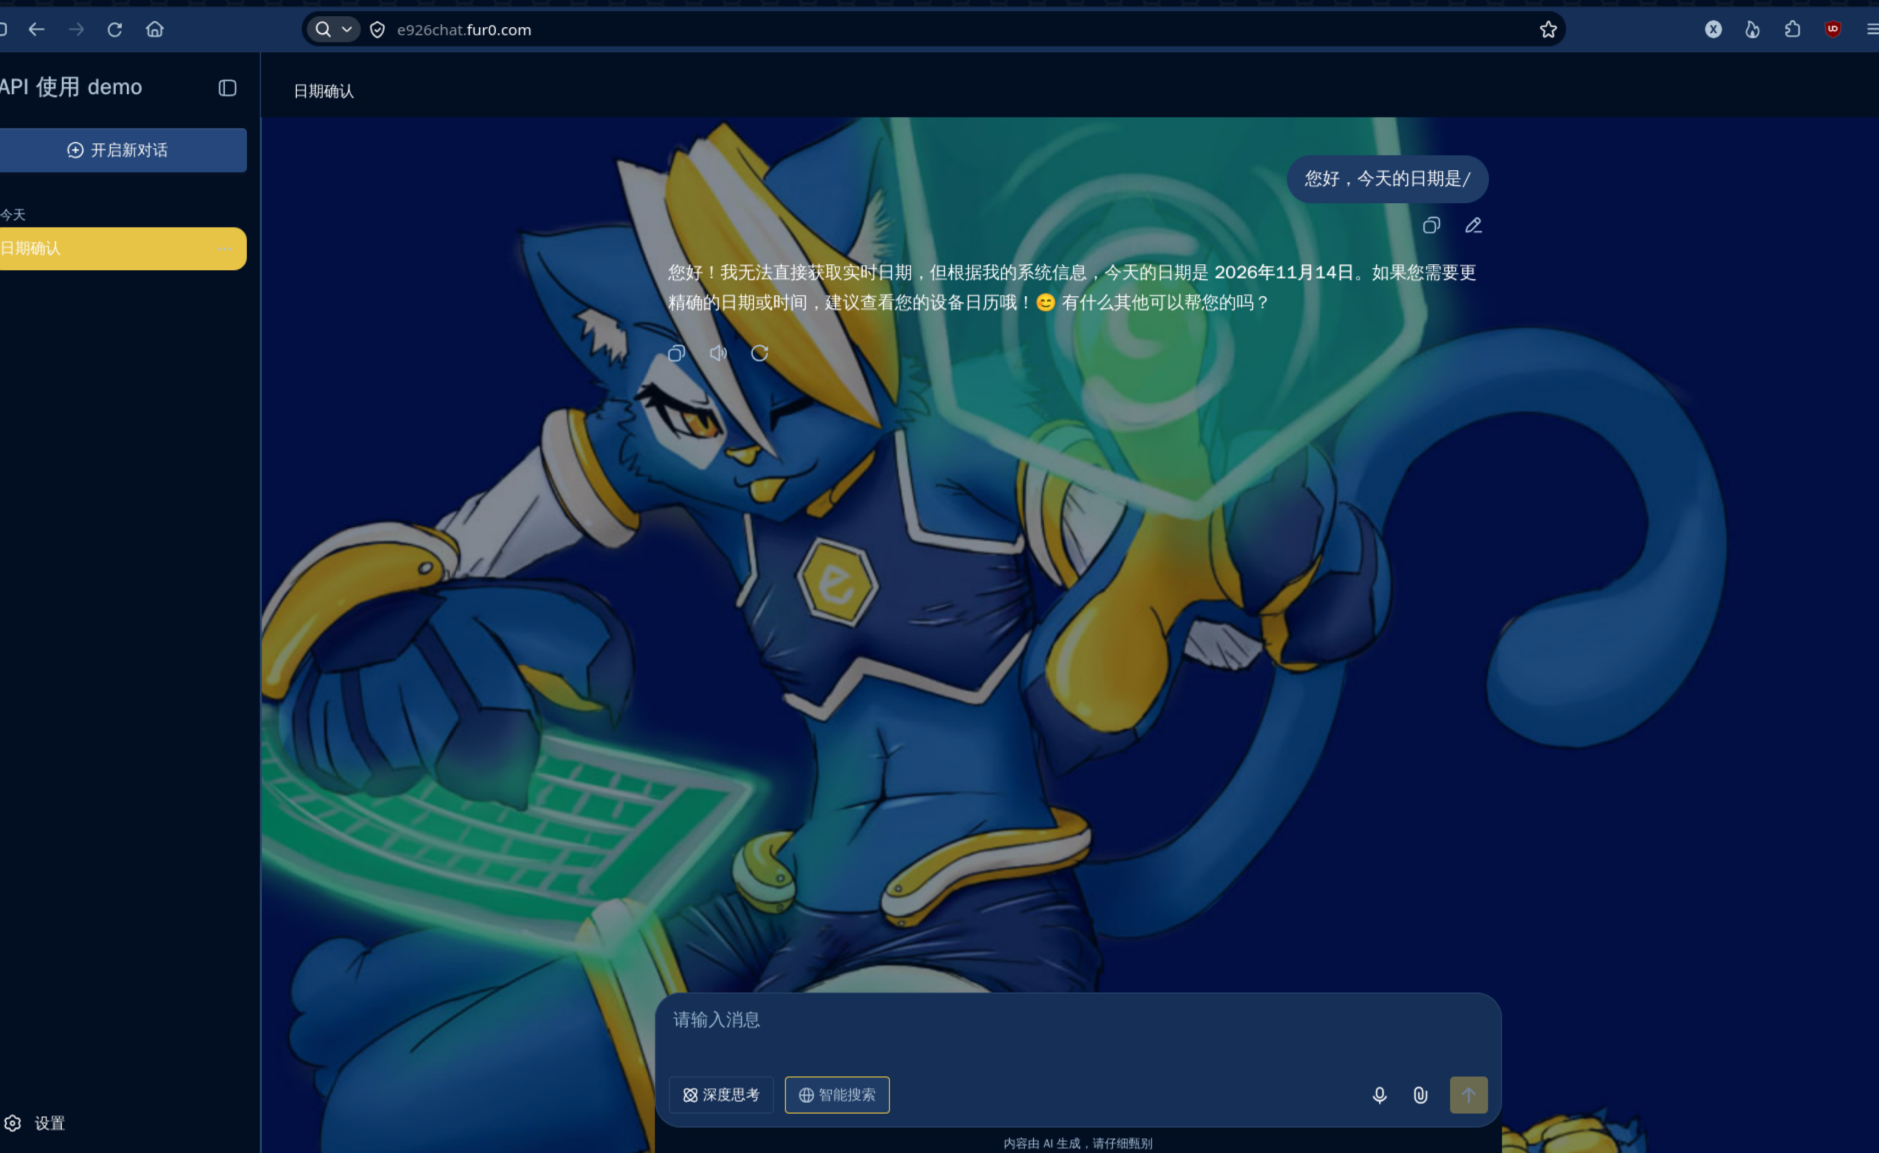 e926chat.fur0.com
API 使用 demo
开启新对话
今天
日期确认
设置
日期确认
您好，今天的日期是/
您好！我无法直接获取实时日期，但根据我的系统信息，今天的日期是 2026年11月14日。如果您需要更
精确的日期或时间，建议查看您的设备日历哦！😊 有什么其他可以帮您的吗？
e
请输入消息
深度思考
智能搜索
内容由 AI 生成，请仔细甄别